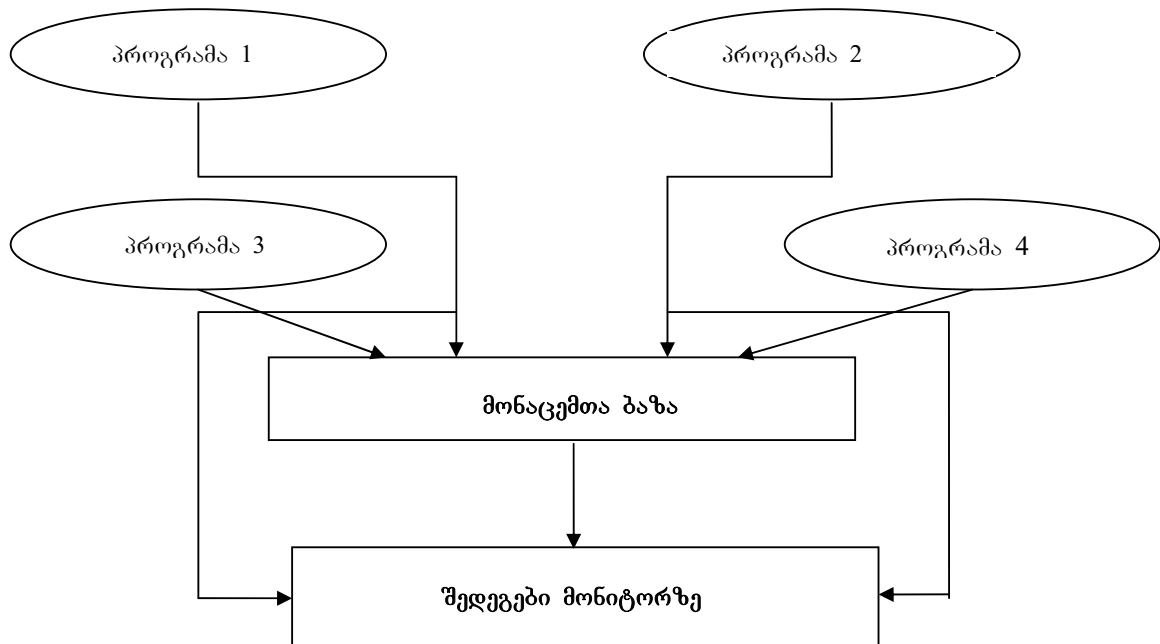 პროგრამა 1
პროგრამა 2
პროგრამა 3
პროგრამა 4
მონაცემთა ბაზა
შედეგები მონიტორზე